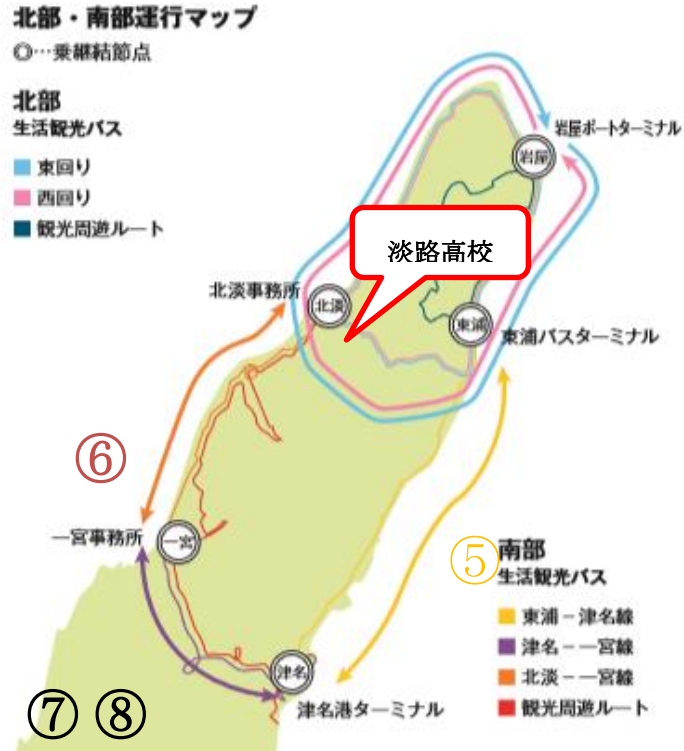 北部・南部運行マップ
◎…乗継結節点
北部
生活観光バス
東回り
西回り
観光周遊ルート
岩屋ポートターミナル
岩屋
淡路高校
北淡事務所
北淡
東浦
東浦バスターミナル
⑥
一宮事務所
一宮
⑤
南部
生活観光バス
東浦－津名線
津名－一宮線
北淡－一宮線
観光周遊ルート
津名
津名港ターミナル
⑦ ⑧